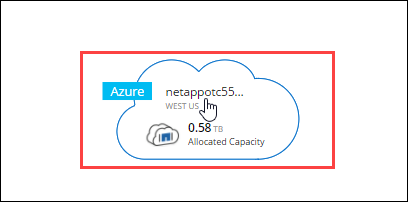 Azure
netappotc55...
WEST US
0.58 TB
Allocated Capacity